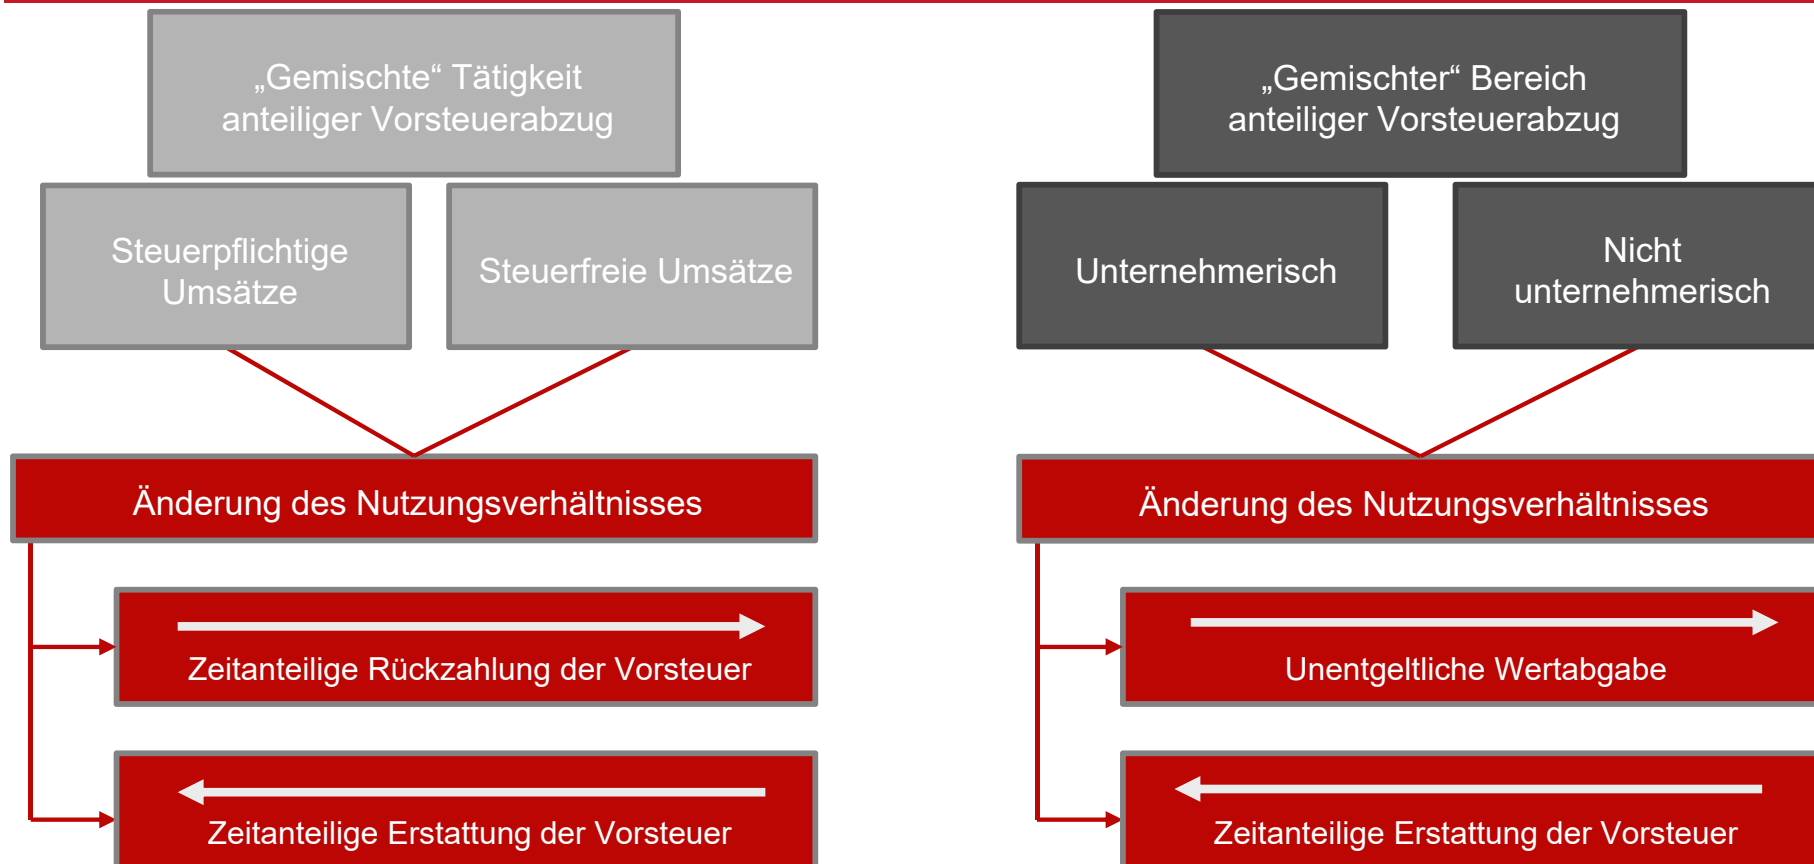 „Gemischte“ Tätigkeit
anteiliger Vorsteuerabzug
Steuerpflichtige
Umsätze
Steuerfreie Umsätze
Änderung des Nutzungsverhältnisses
Zeitanteilige Rückzahlung der Vorsteuer
Zeitanteilige Erstattung der Vorsteuer
„Gemischter“ Bereich
anteiliger Vorsteuerabzug
Unternehmerisch
Nicht
unternehmerisch
Änderung des Nutzungsverhältnisses
Unentgeltliche Wertabgabe
Zeitanteilige Erstattung der Vorsteuer